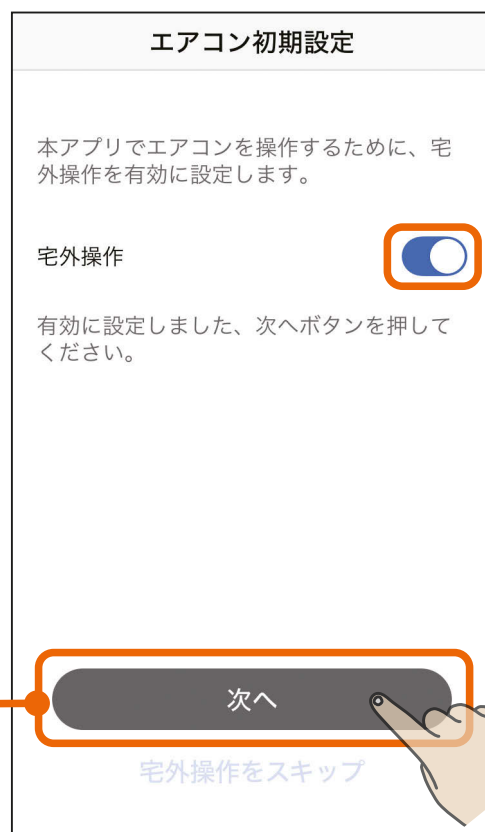 エアコン初期設定
本アプリでエアコンを操作するために、宅
外操作を有効に設定します。
宅外操作
有効に設定しました、次へボタンを押して
ください。
次へ
宅外操作をスキップ